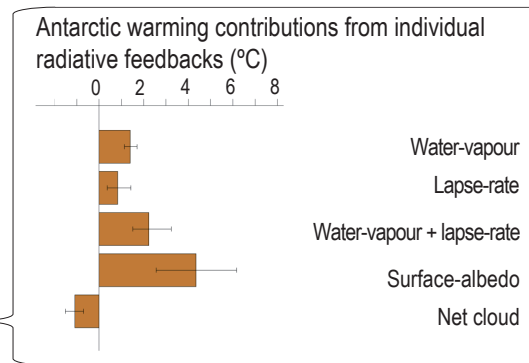 Antarctic warming contributions from individual
radiative feedbacks (ºC)
0 2 4 6 8
Water-vapour
Lapse-rate
Water-vapour + lapse-rate
Surface-albedo
Net cloud